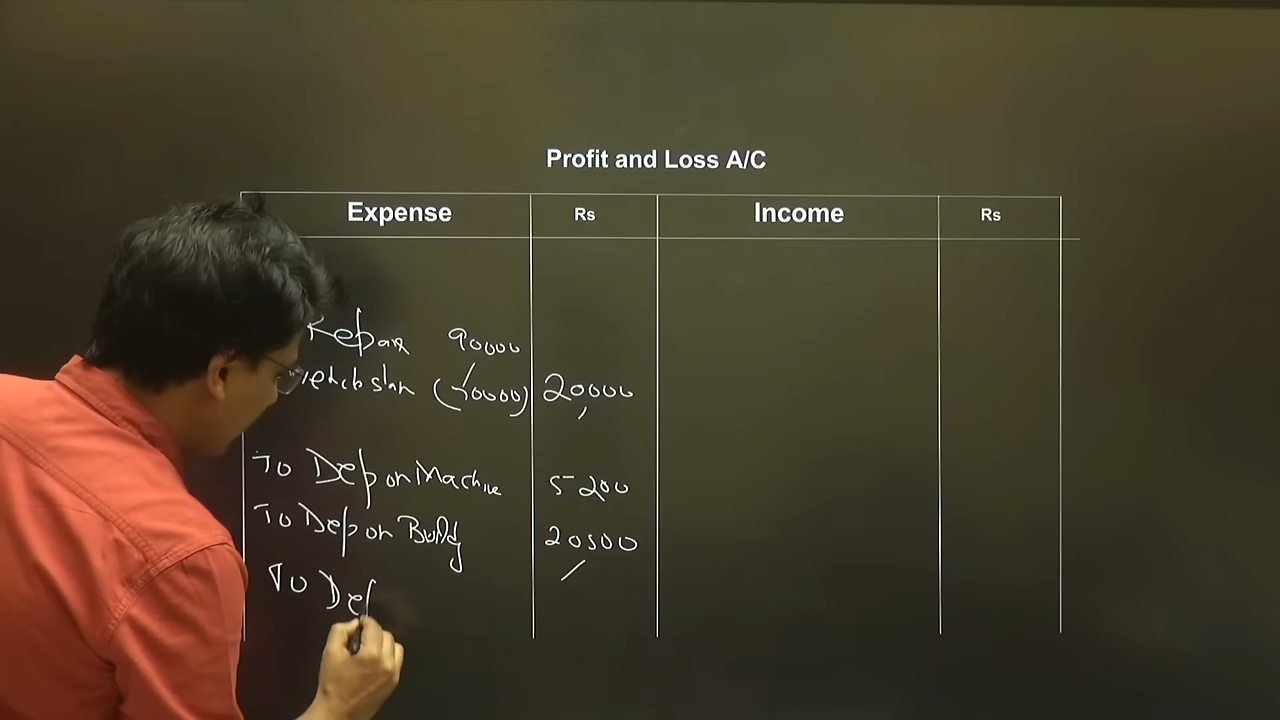 Profit and Loss A/C
Expense Rs Income Rs
Repair 90000
(70000) 20000
To Dep on Machine 5200
To Dep on Build 20500
To Dep